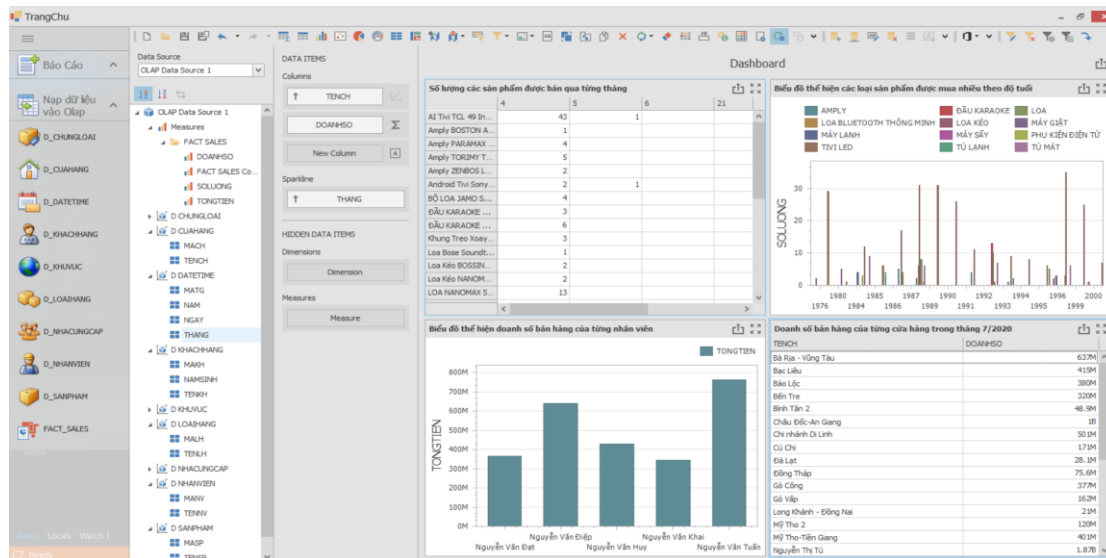 TrangChu
Báo Cáo
Nạp dữ liệu
vào Olap
D_CHUNGLOAI
D_CUAHANG
D_DATETIME
D_KHACHHANG
D_KHUVUC
D_LOAIHANG
D_NHACUNGCAP
D_NHANVIEN
D_SANPHAM
FACT_SALES
Locals Watch 1
Ready
Data Source
OLAP Data Source 1
OLAP Data Source 1
Measures
FACT SALES
DOANHSO
FACT SALES Co...
SOLUONG
TONGTIEN
D CHUNGLOAI
D CUAHANG
MACH
TENCH
D DATETIME
MATG
NAM
NGAY
THANG
D KHACHHANG
MAKH
NAMSINH
TENKH
D KHUVUC
D LOAIHANG
MALH
TENLH
D NHACUNGCAP
D NHANVIEN
MANV
TENNV
D SANPHAM
MASP
TENSP
DATA ITEMS
Columns
TENCH
DOANHSO
New Column
Sparkline
THANG
HIDDEN DATA ITEMS
Dimensions
Dimension
Measures
Measure
Dashboard
Số lượng các sản phẩm được bán qua từng tháng
4 5 6 21
AI Tivi TCL 49 In... 43 1
Amply BOSTON A... 1
Amply PARAMAX ... 4
Amply TORIMY T... 5
Amply ZENBOS L... 2
Android Tivi Sony... 2 1
BỘ LOA JAMO S... 4
ĐẦU KARAOKE ... 3
ĐẦU KARAOKE ... 6
Khung Treo Xoay... 3
Loa Bose Soundt... 1
Loa Kéo BOSSIN... 2
Loa Kéo NANOM... 2
LOA NANOMAX S... 13
Biểu đồ thể hiện các loại sản phẩm được mua nhiều theo độ tuổi
AMPLY ĐẦU KARAOKE LOA
LOA BLUETOOTH THÔNG MINH LOA KÉO MÁY GIẶT
MÁY LẠNH MÁY SẤY PHỤ KIỆN ĐIỆN TỬ
TIVI LED TỦ LẠNH TỦ MÁT
SOLUONG
30
20
10
0
1980 1985 1987 1990 1992 1994 1996 2000
1976 1984 1986 1989 1991 1993 1995 1999
Biểu đồ thể hiện doanh số bán hàng của từng nhân viên
TONGTIEN
TONGTIEN
800M
700M
600M
500M
400M
300M
200M
100M
0M
Nguyễn Văn Điệp Nguyễn Văn Khai
Nguyễn Văn Đạt Nguyễn Văn Huy Nguyễn Văn Tuấn
Doanh số bán hàng của từng cửa hàng trong tháng 7/2020
TENCH DOANHSO
Bà Rịa - Vũng Tàu 637M
Bạc Liêu 415M
Bảo Lộc 380M
Bến Tre 320M
Bình Tân 2 48.9M
Châu Đốc-An Giang 1B
Chi nhánh Di Linh 501M
Củ Chi 171M
Đà Lạt 28.1M
Đồng Tháp 75.6M
Gò Công 377M
Gò Vấp 162M
Long Khánh - Đồng Nai 21M
Mỹ Tho 2 120M
Mỹ Tho-Tiền Giang 401M
Nguyễn Thị Tú 1.87B